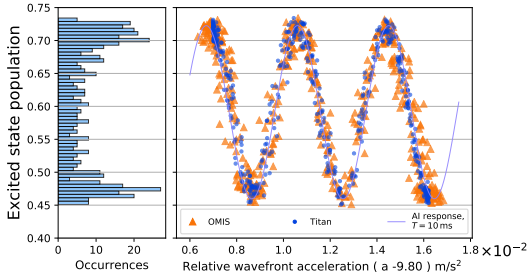 Excited state population
0.75
0.70
0.65
0.60
0.55
0.50
0.45
0.40
0
10
20
Occurrences
OMIS
Titan
AI response,
T = 10 ms
0.6
0.8
1.0
1.2
1.4
1.6
1.8
×10⁻²
Relative wavefront acceleration ( a -9.80 ) m/s²